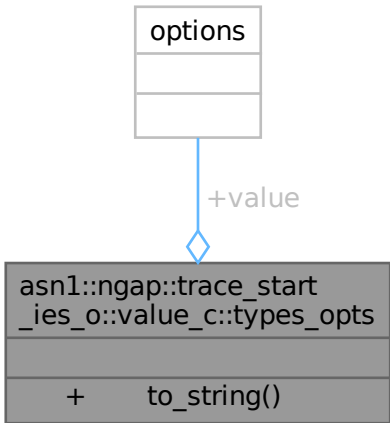 options
+value
asn1::ngap::trace_start
_ies_o::value_c::types_opts
+ to_string()